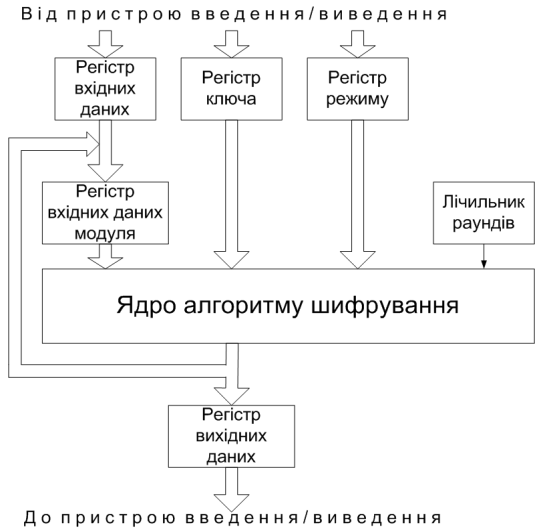 Від пристрою введення/виведення
Регістр
вхідних
даних
Регістр
ключа
Регістр
режиму
Регістр
вхідних даних
модуля
Лічильник
раундів
Ядро алгоритму шифрування
Регістр
вихідних
даних
До пристрою введення/виведення